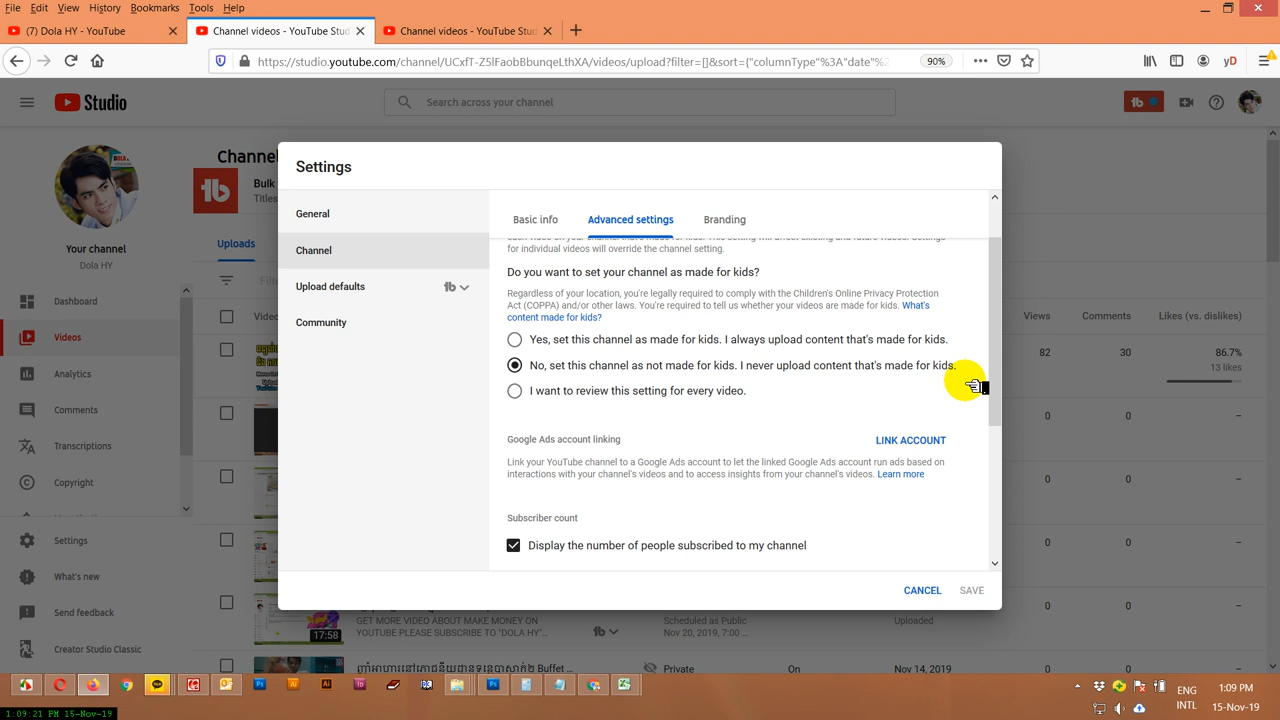 File Edit View History Bookmarks Tools Help
(7) Dola HY - YouTube
Channel videos - YouTube Stud
Channel videos - YouTube Studi
https://studio.youtube.com/channel/
/videos/upload?filter=[]&sort={"columnType"%3A"date"%
90%
yD
Studio
Search across your channel
Your channel
Dola HY
Dashboard
Videos
Analytics
Comments
Transcriptions
Copyright
Settings
What's new
Send feedback
Creator Studio Classic
Channel
Bulk
Titles
Uploads
Filte
Video
Views
Comments
Likes (vs. dislikes)
82
30
86.7%
13 likes
0 0 –
0 0 –
0 0 –
0 0 –
0 0 –
Settings
General
Channel
Upload defaults
Community
Basic info
Advanced settings
Branding
for individual videos will override the channel setting.
Do you want to set your channel as made for kids?
Regardless of your location, you're legally required to comply with the Children's Online Privacy Protection
Act (COPPA) and/or other laws. You're required to tell us whether your videos are made for kids. What's
content made for kids?
Yes, set this channel as made for kids. I always upload content that's made for kids.
No, set this channel as not made for kids. I never upload content that's made for kids.
I want to review this setting for every video.
Google Ads account linking
LINK ACCOUNT
Link your YouTube channel to a Google Ads account to let the linked Google Ads account run ads based on
interactions with your channel's videos and to access insights from your channel's videos. Learn more
Subscriber count
Display the number of people subscribed to my channel
CANCEL
SAVE
GET MORE VIDEO ABOUT MAKE MONEY ON
YOUTUBE PLEASE SUBSCRIBE TO "DOLA HY"...
17:58
Scheduled as Public
Nov 20, 2019, 7:00 ...
Uploaded
Buffet ...
Private
On
Nov 14, 2019
ENG
INTL
1:09 PM
15-Nov-19
1:09:21 PM 15-Nov-19